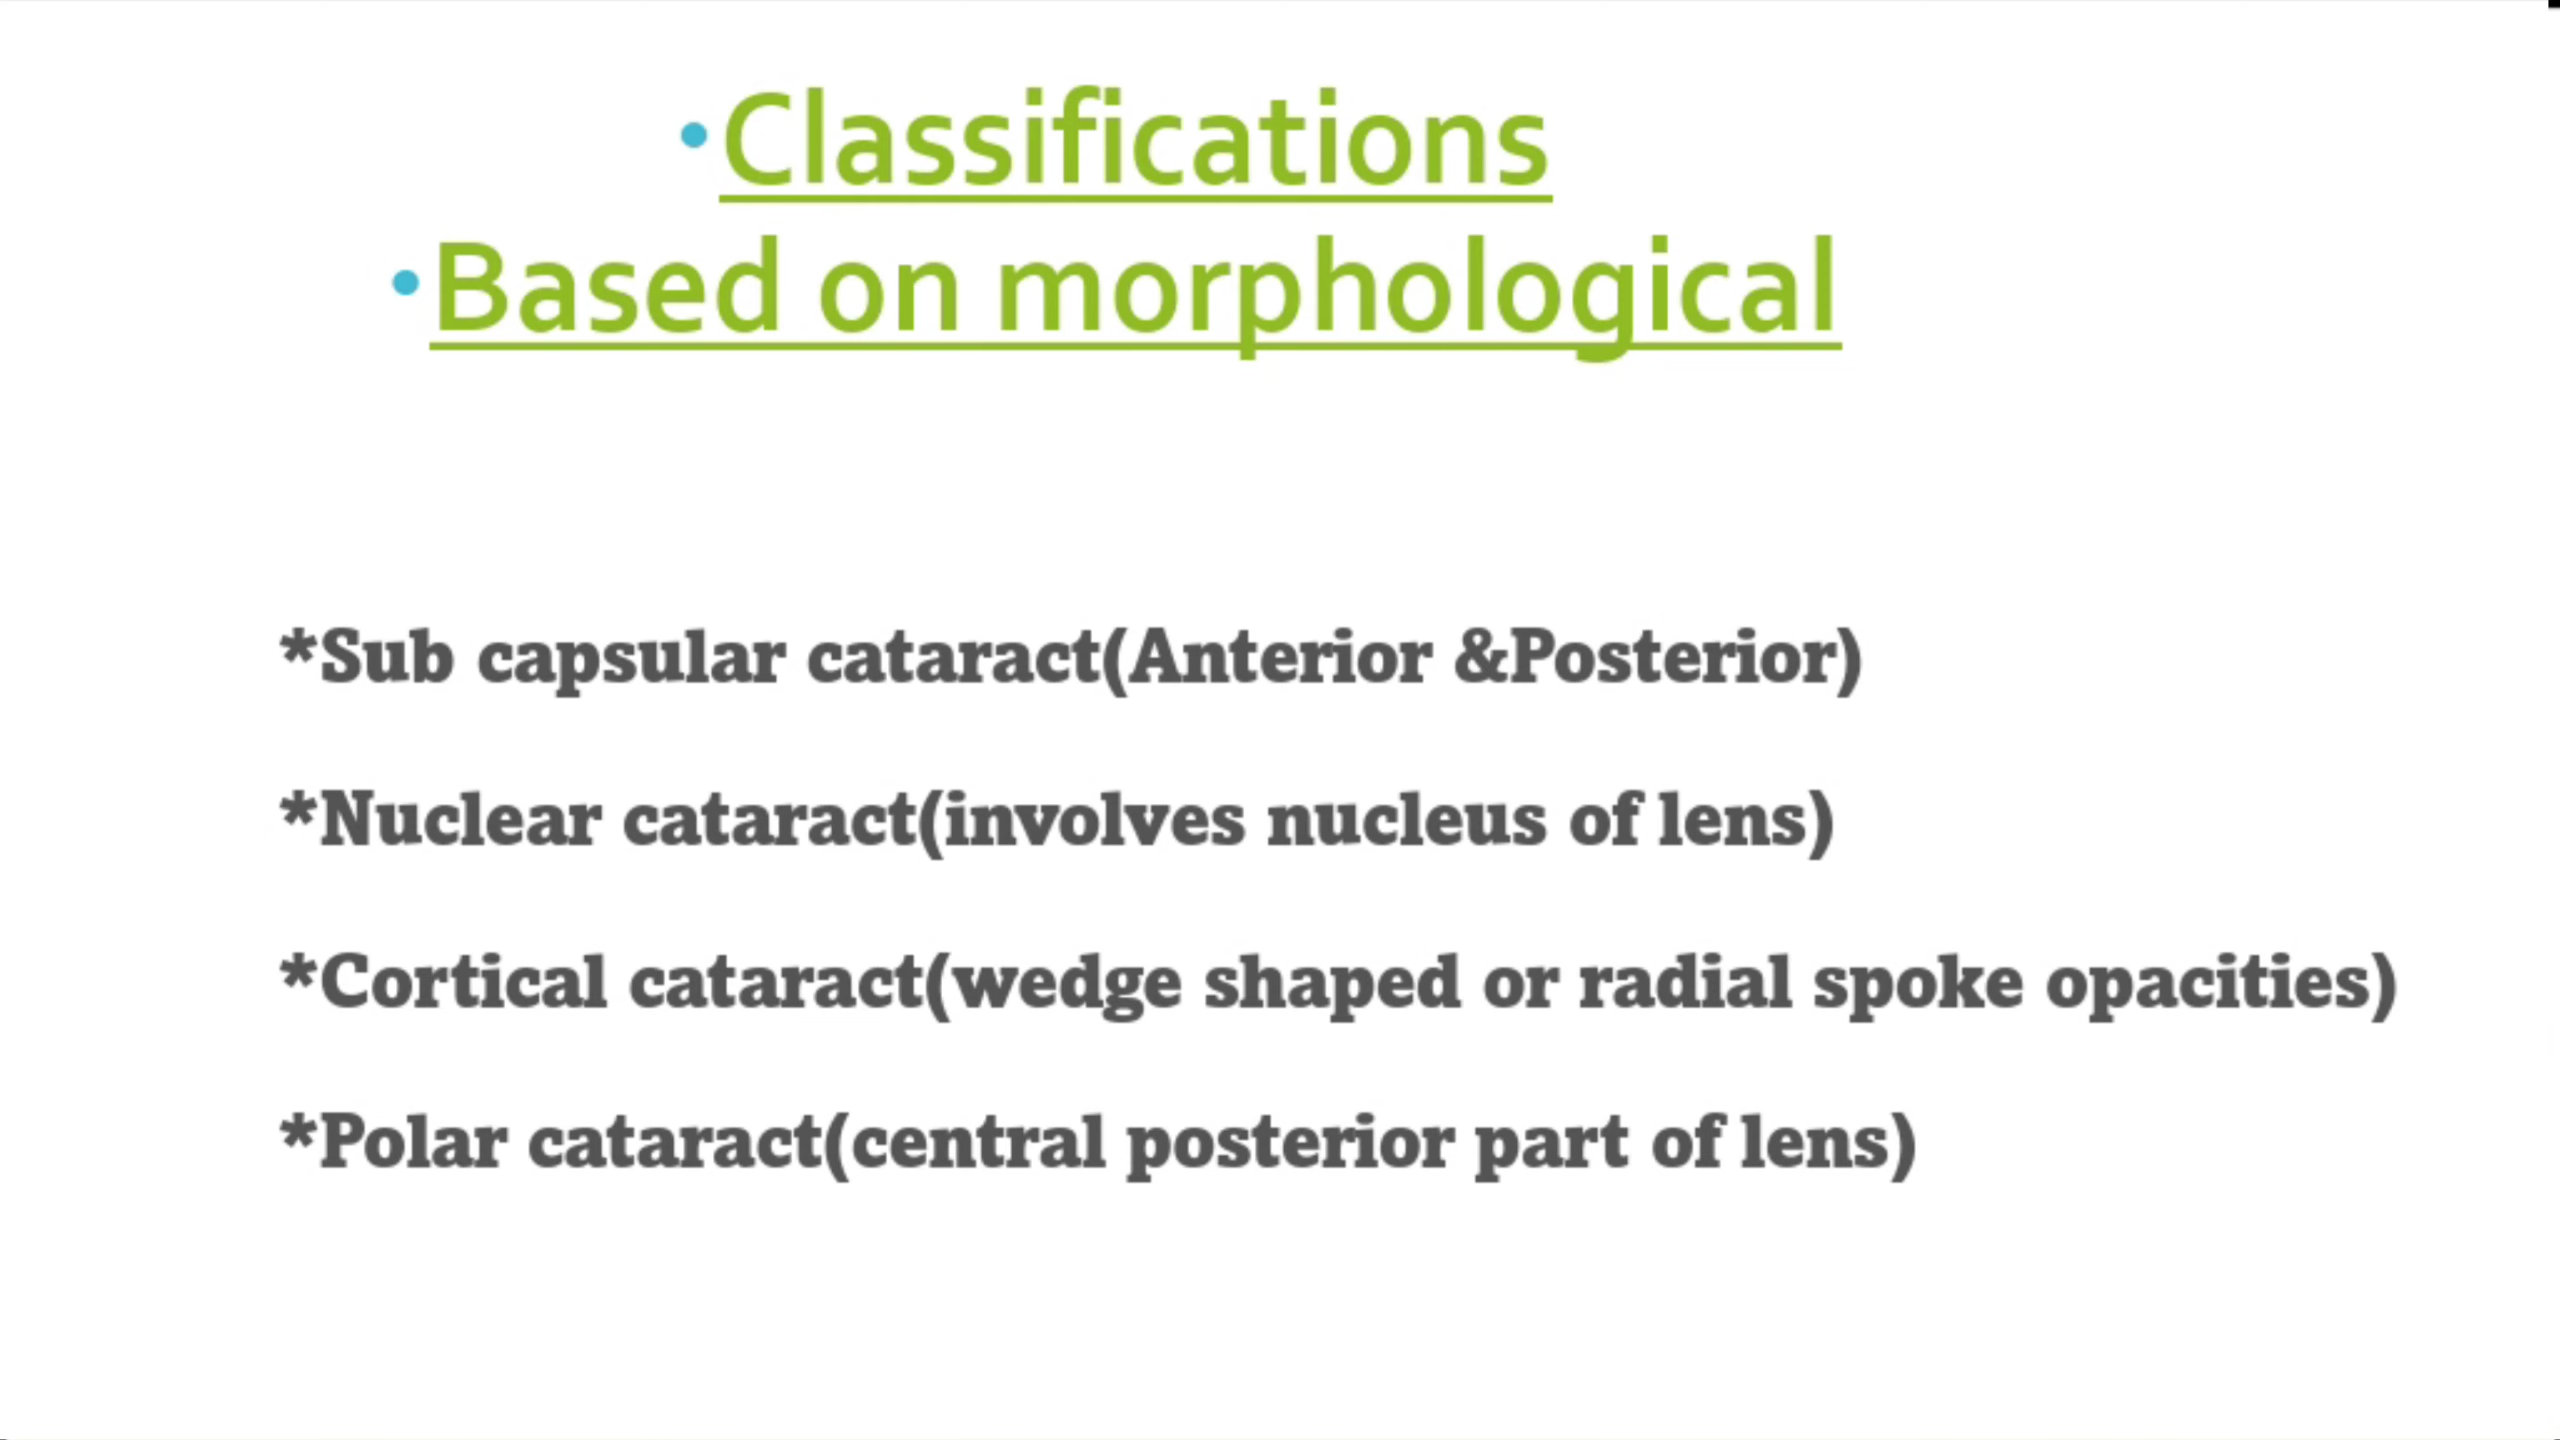 •Classifications
•Based on morphological
*Sub capsular cataract(Anterior &Posterior)
*Nuclear cataract(involves nucleus of lens)
*Cortical cataract(wedge shaped or radial spoke opacities)
*Polar cataract(central posterior part of lens)